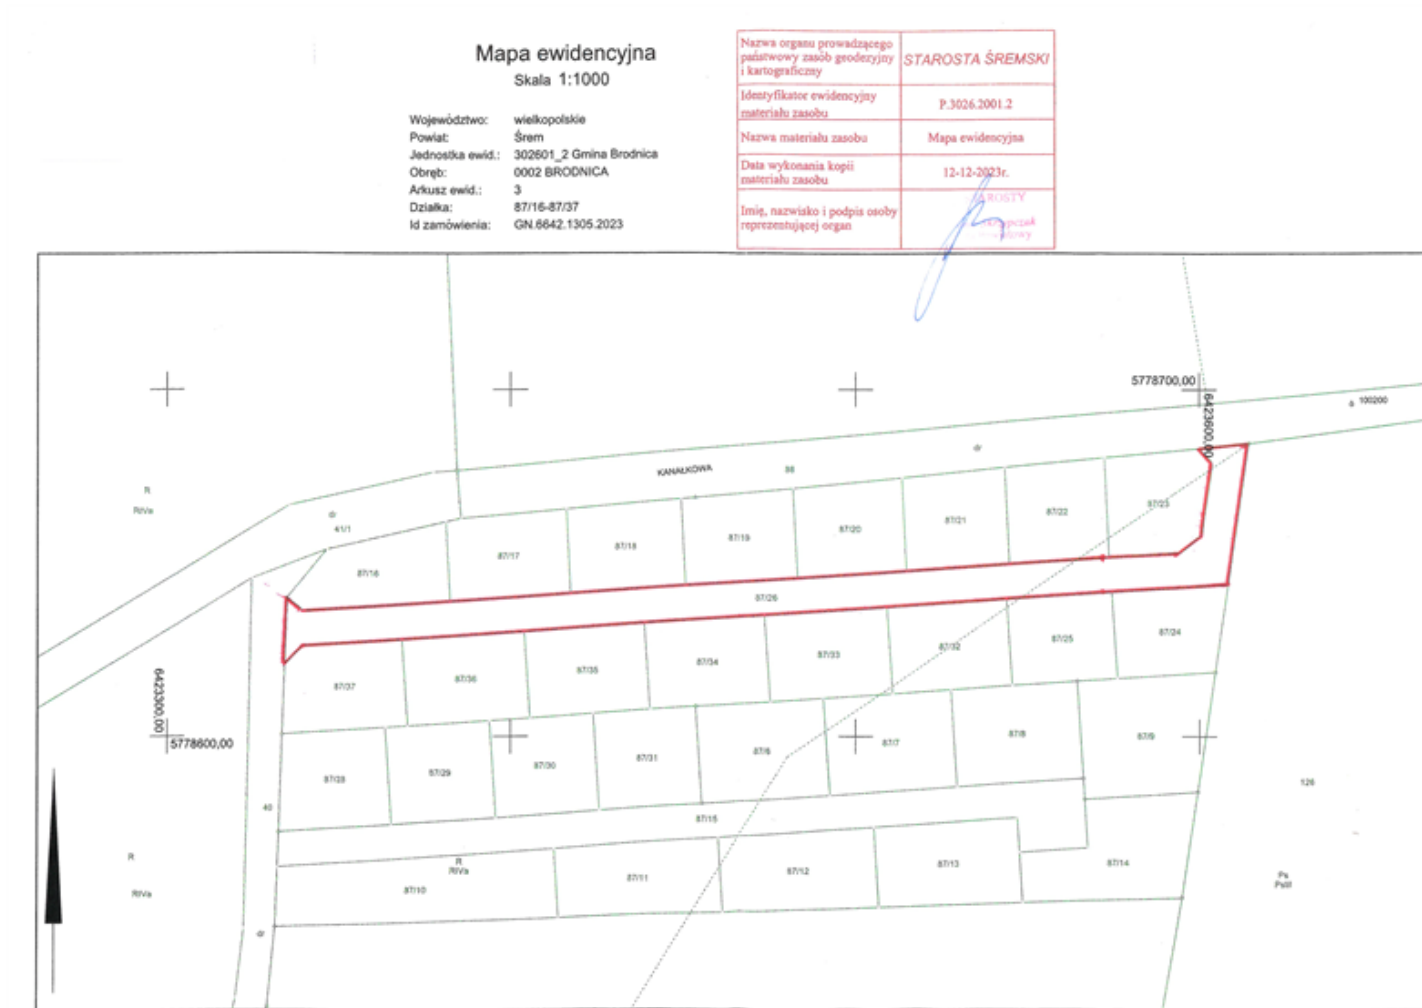 Mapa ewidencyjna
Skala 1:1000
Województwo: wielkopolskie
Powiat: Śrem
Jednostka ewid.: 302601_2 Gmina Brodnica
Obręb: 0002 BRODNICA
Arkusz ewid.: 3
Działka: 87/16-87/37
Id zamówienia: GN.6642.1305.2023
Nazwa organu prowadzącego
państwowy zasób geodezyjny
i kartograficzny
STAROSTA ŚREMSKI
Identyfikator ewidencyjny
materiału zasobu
P.3026.2001.2
Nazwa materiału zasobu
Mapa ewidencyjna
Data wykonania kopii
materiału zasobu
12-12-2023r.
Imię, nazwisko i podpis osoby
reprezentującej organ
5778700,00
6423600,00
100200
KANAŁKOWA
88
dr
R
RIVa
dr
41/1
87/16
87/17
87/18
87/19
87/20
87/21
87/22
87/23
87/26
87/37
87/36
87/35
87/34
87/33
87/32
87/25
87/24
6423300,00
5778600,00
87/28
87/29
87/30
87/31
87/6
87/7
87/8
87/9
126
40
87/15
R
RIVa
R
RIVa
87/10
87/11
87/12
87/13
87/14
Ps
dr